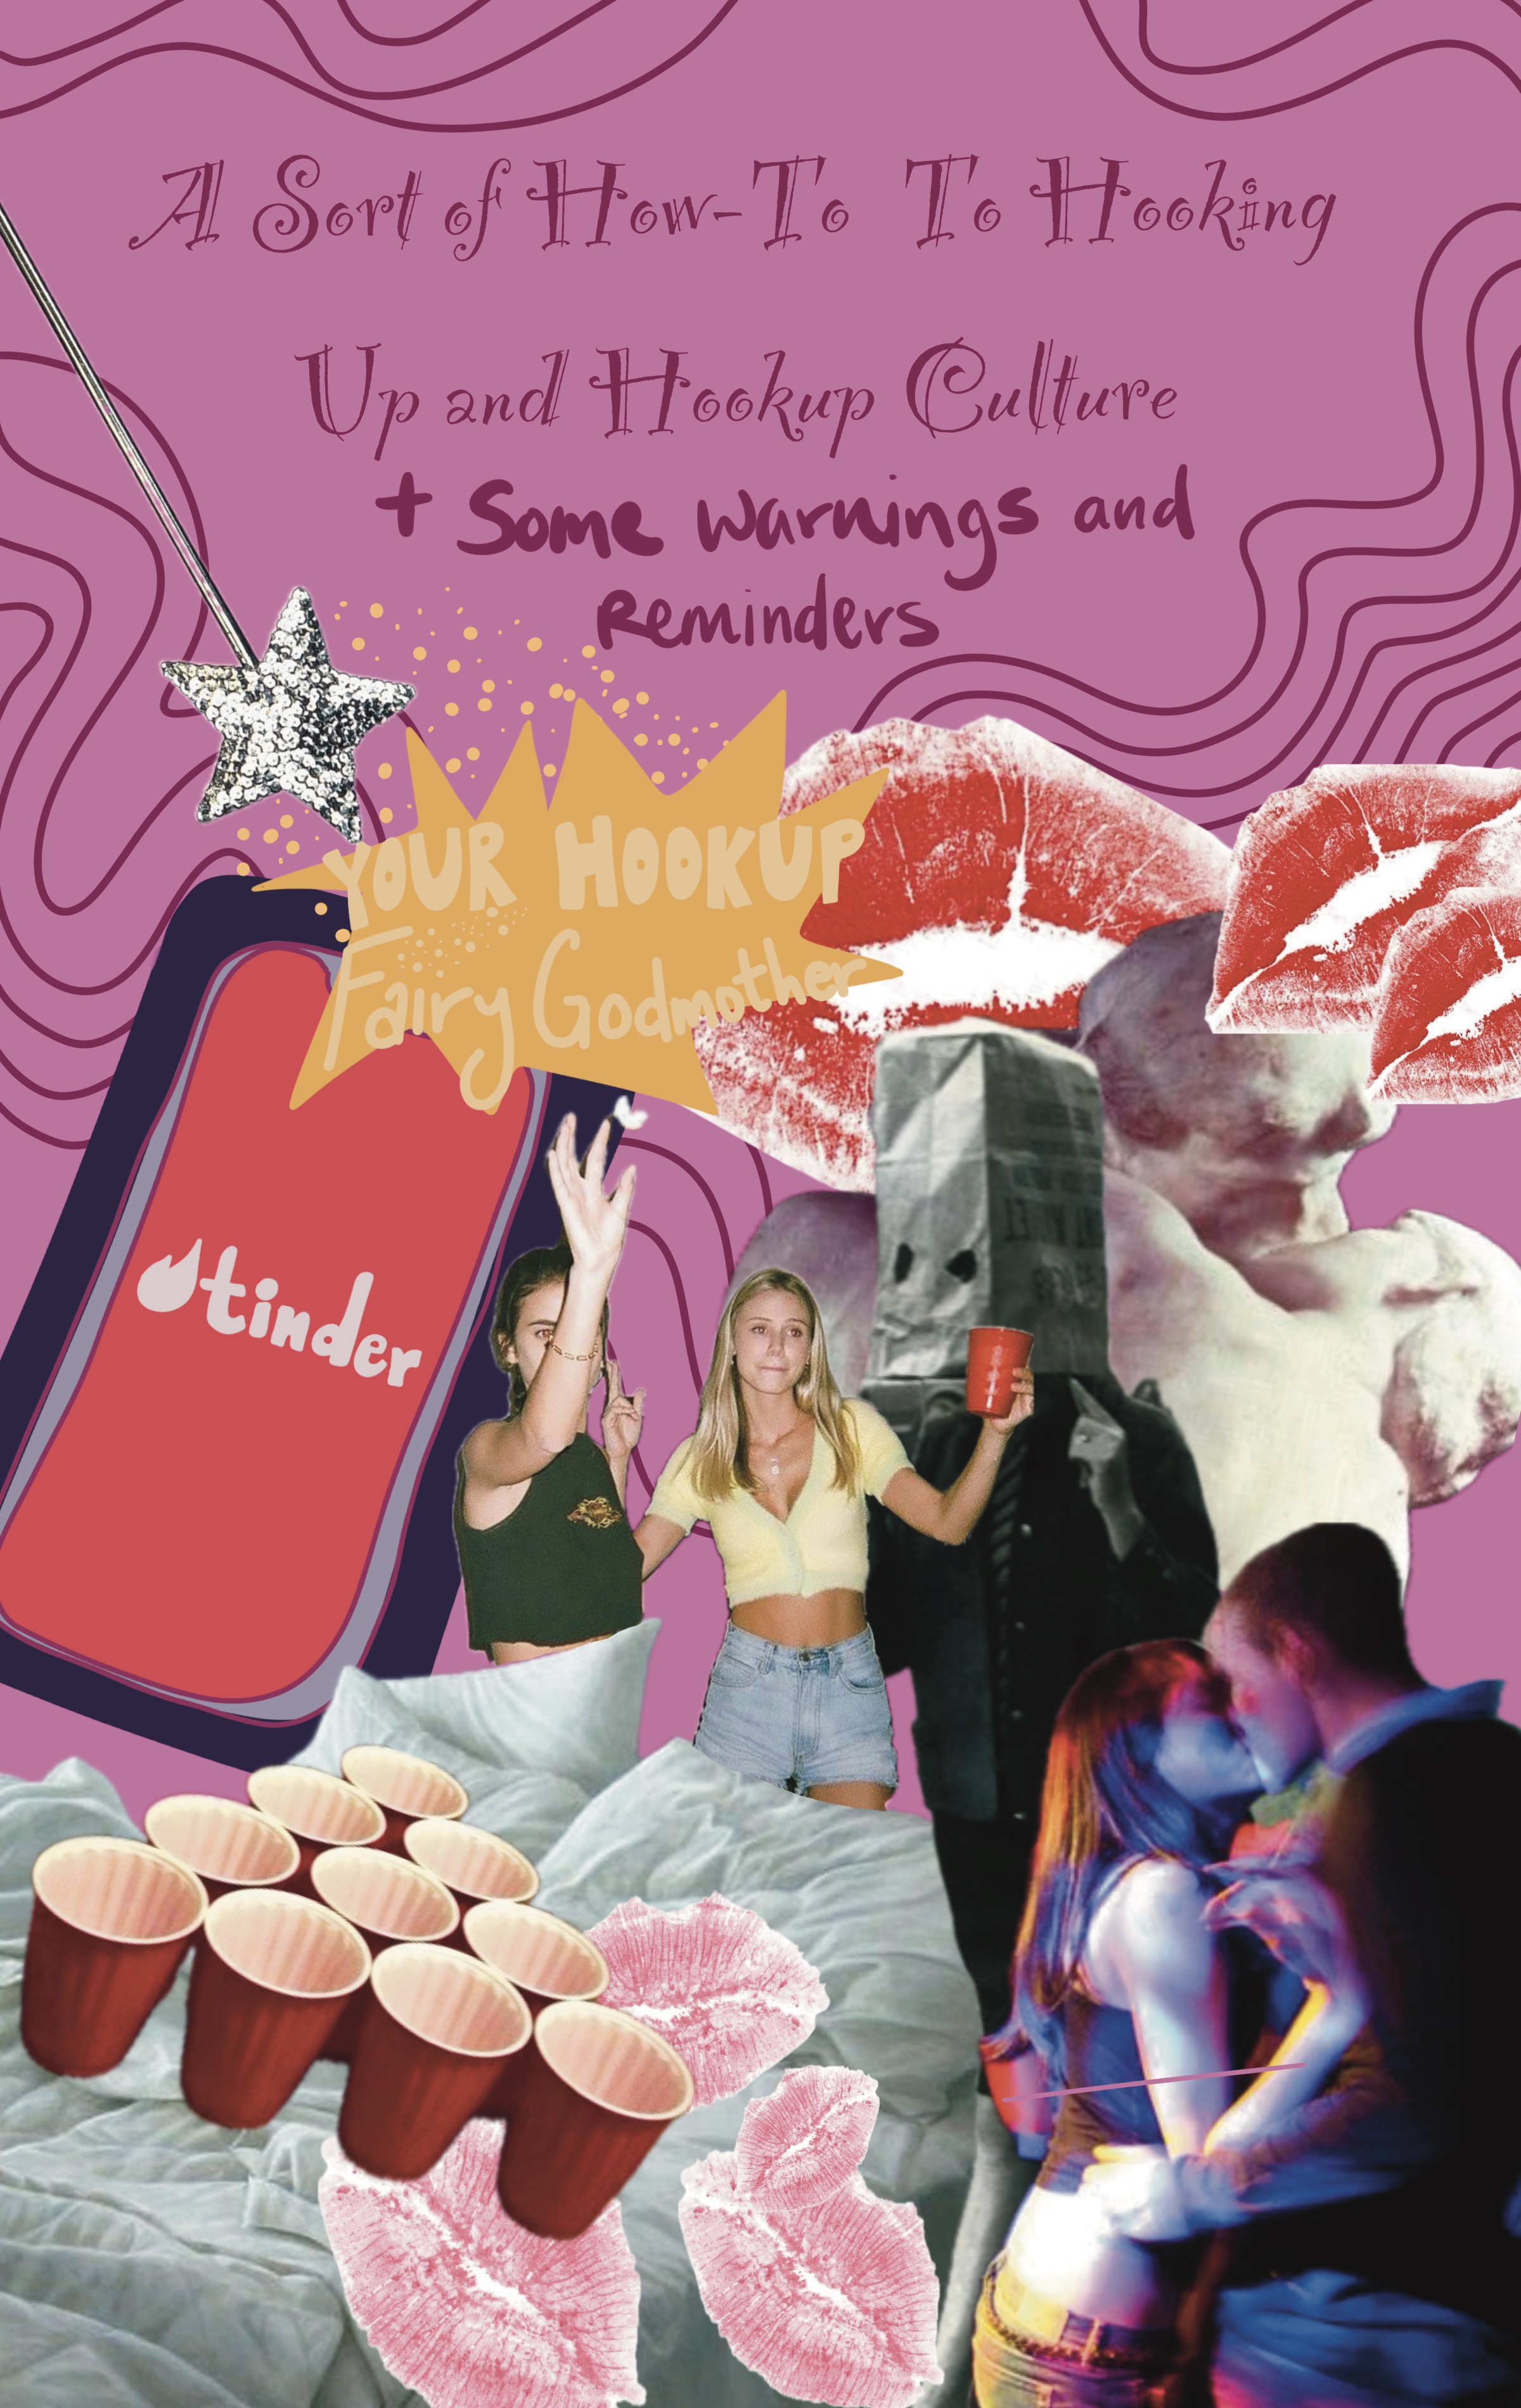 A Sort of How-To To Hooking
Up and Hookup Culture
+ Some warnings and
Reminders
YOUR HOOKUP
Fairy Godmother
tinder